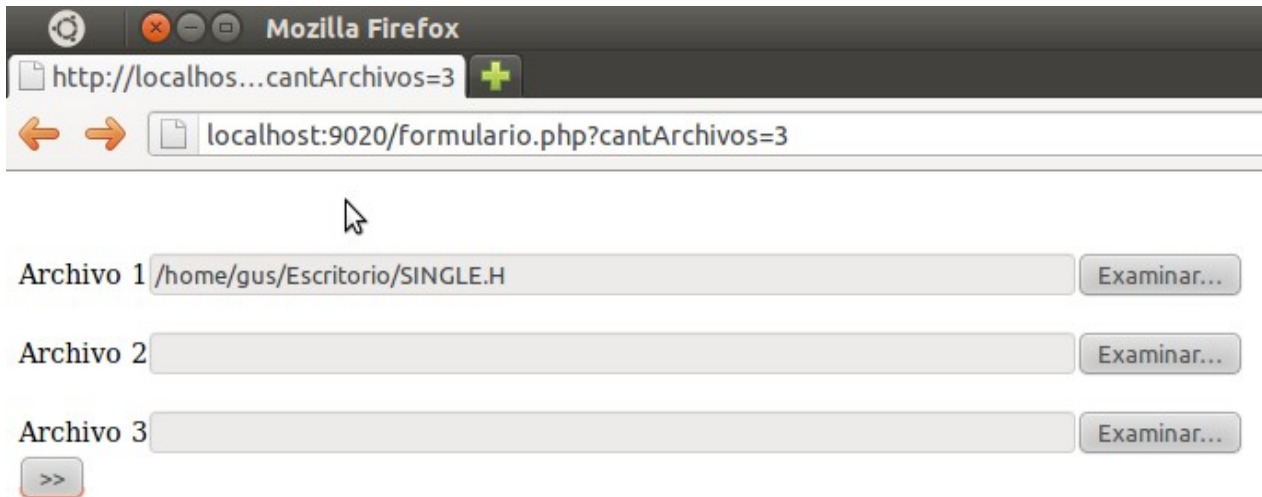 Mozilla Firefox
http://localhos...cantArchivos=3
localhost:9020/formulario.php?cantArchivos=3
Archivo 1 /home/gus/Escritorio/SINGLE.H Examinar...
Archivo 2 Examinar...
Archivo 3 Examinar...
>>